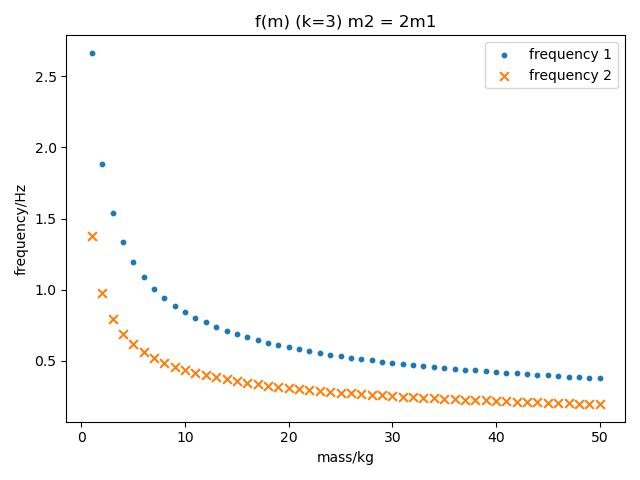 f(m) (k=3) m2 = 2m1
frequency 1
frequency 2
frequency/Hz
2.5
2.0
1.5
1.0
0.5
0 10 20 30 40 50
mass/kg